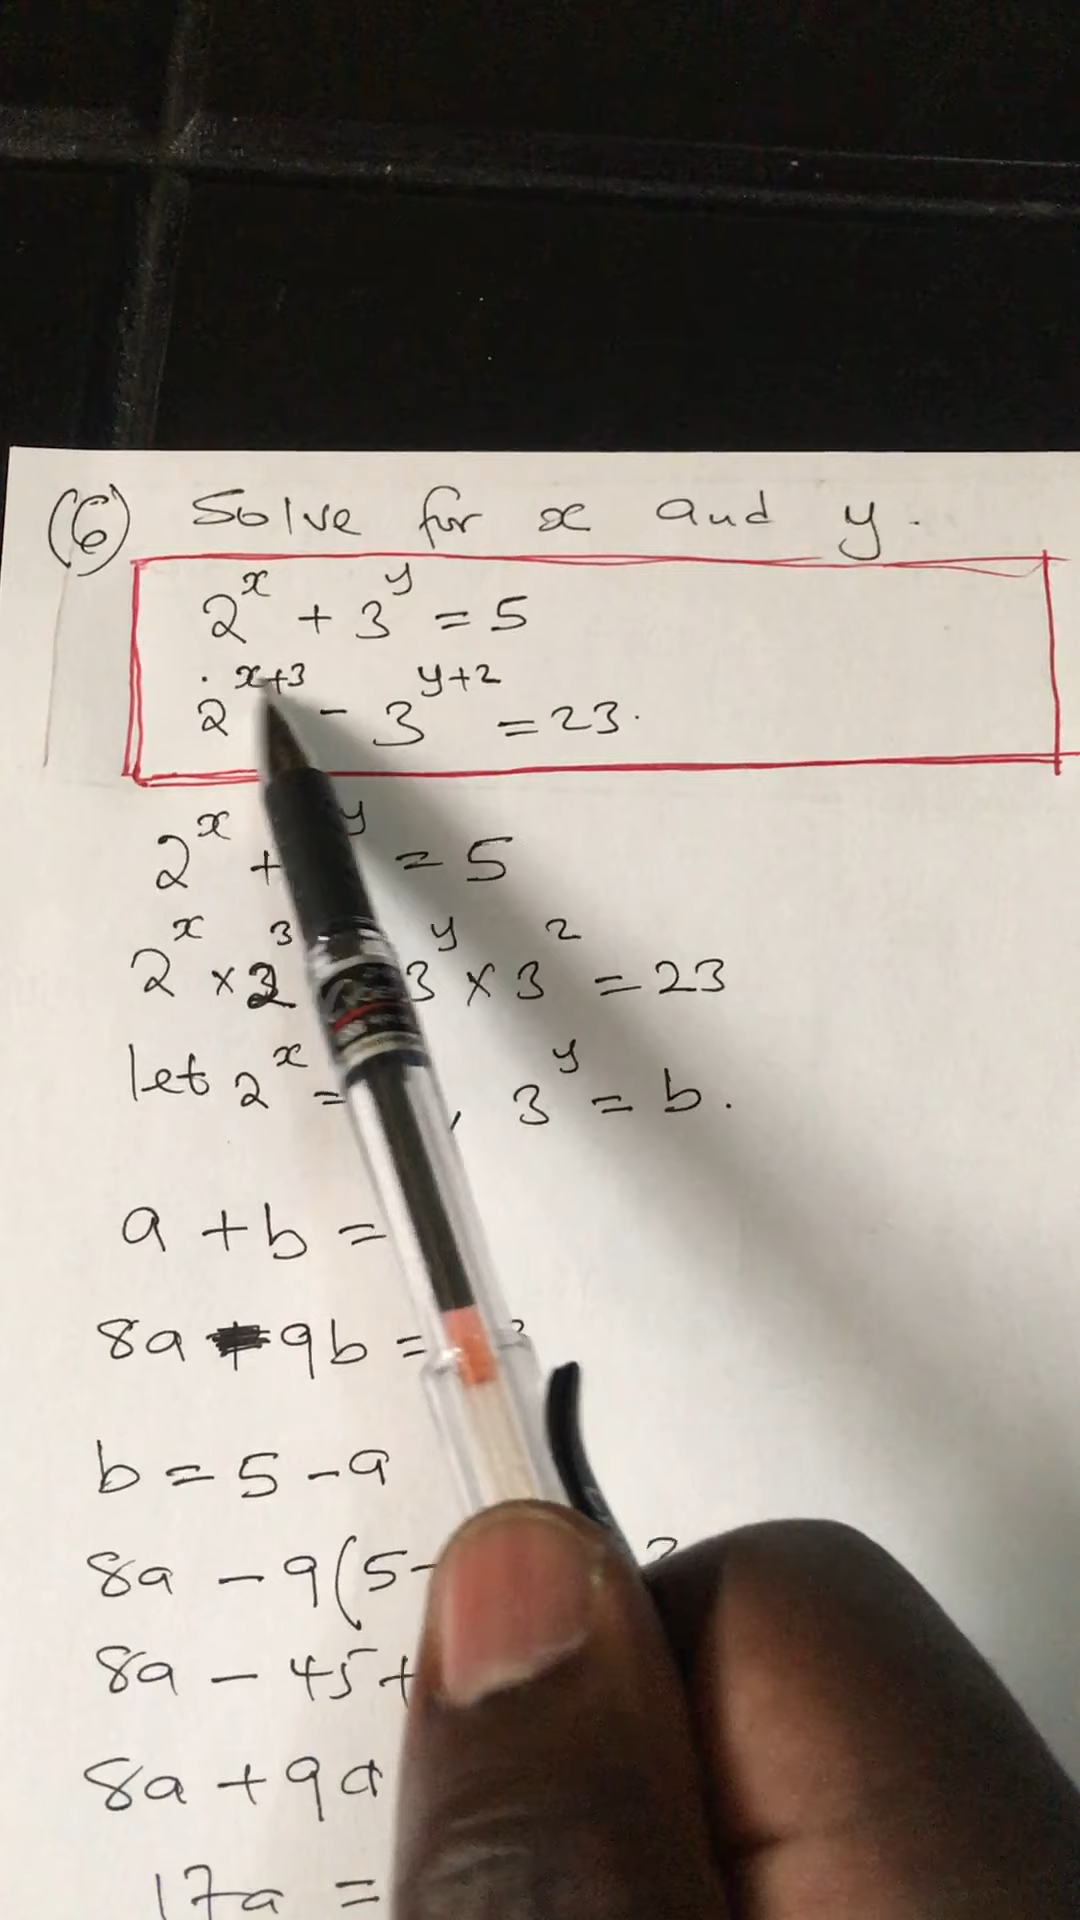 (6) Solve for x and y.
2^x + 3^y = 5
2^(x+3) - 3^(y+2) = 23.
2^x + ^y = 5
2^x × 2^3 3^y × 3^2 = 23
let 2^x = , 3^y = b.
a + b =
8a - 9b =
b = 5 - a
8a - 9(5-
8a - 45 +
8a + 9a
17a =